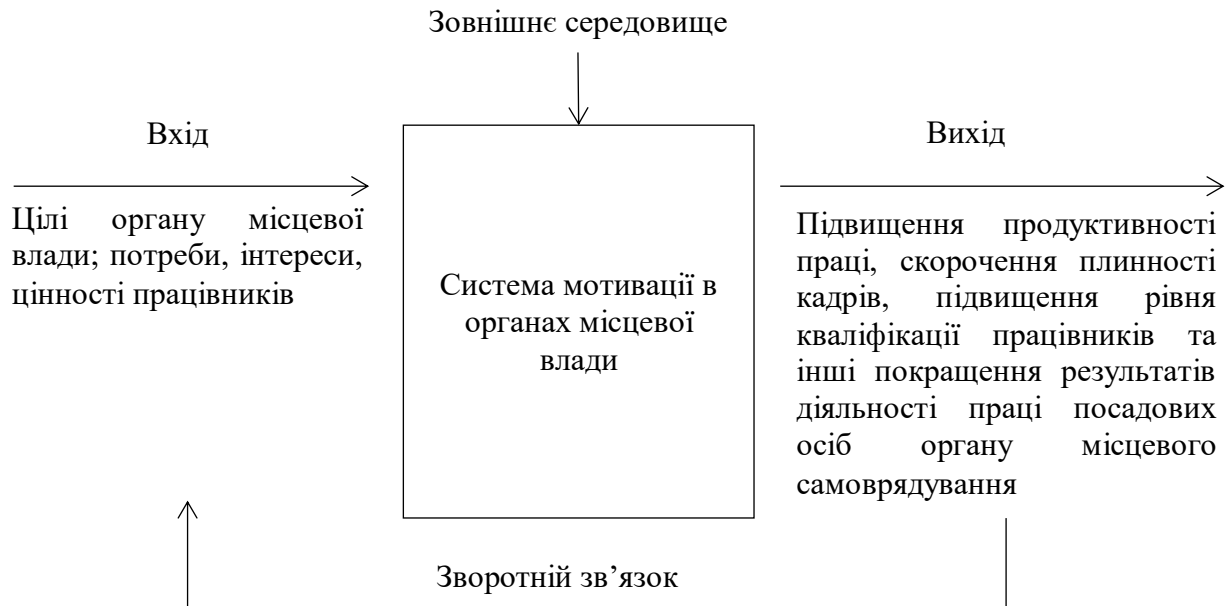 Зовнішнє середовище
Вхід
Цілі органу місцевої
влади; потреби, інтереси,
цінності працівників
Система мотивації в
органах місцевої
влади
Вихід
Підвищення продуктивності
праці, скорочення плинності
кадрів, підвищення рівня
кваліфікації працівників та
інші покращення результатів
діяльності праці посадових
осіб органу місцевого
самоврядування
Зворотній зв’язок